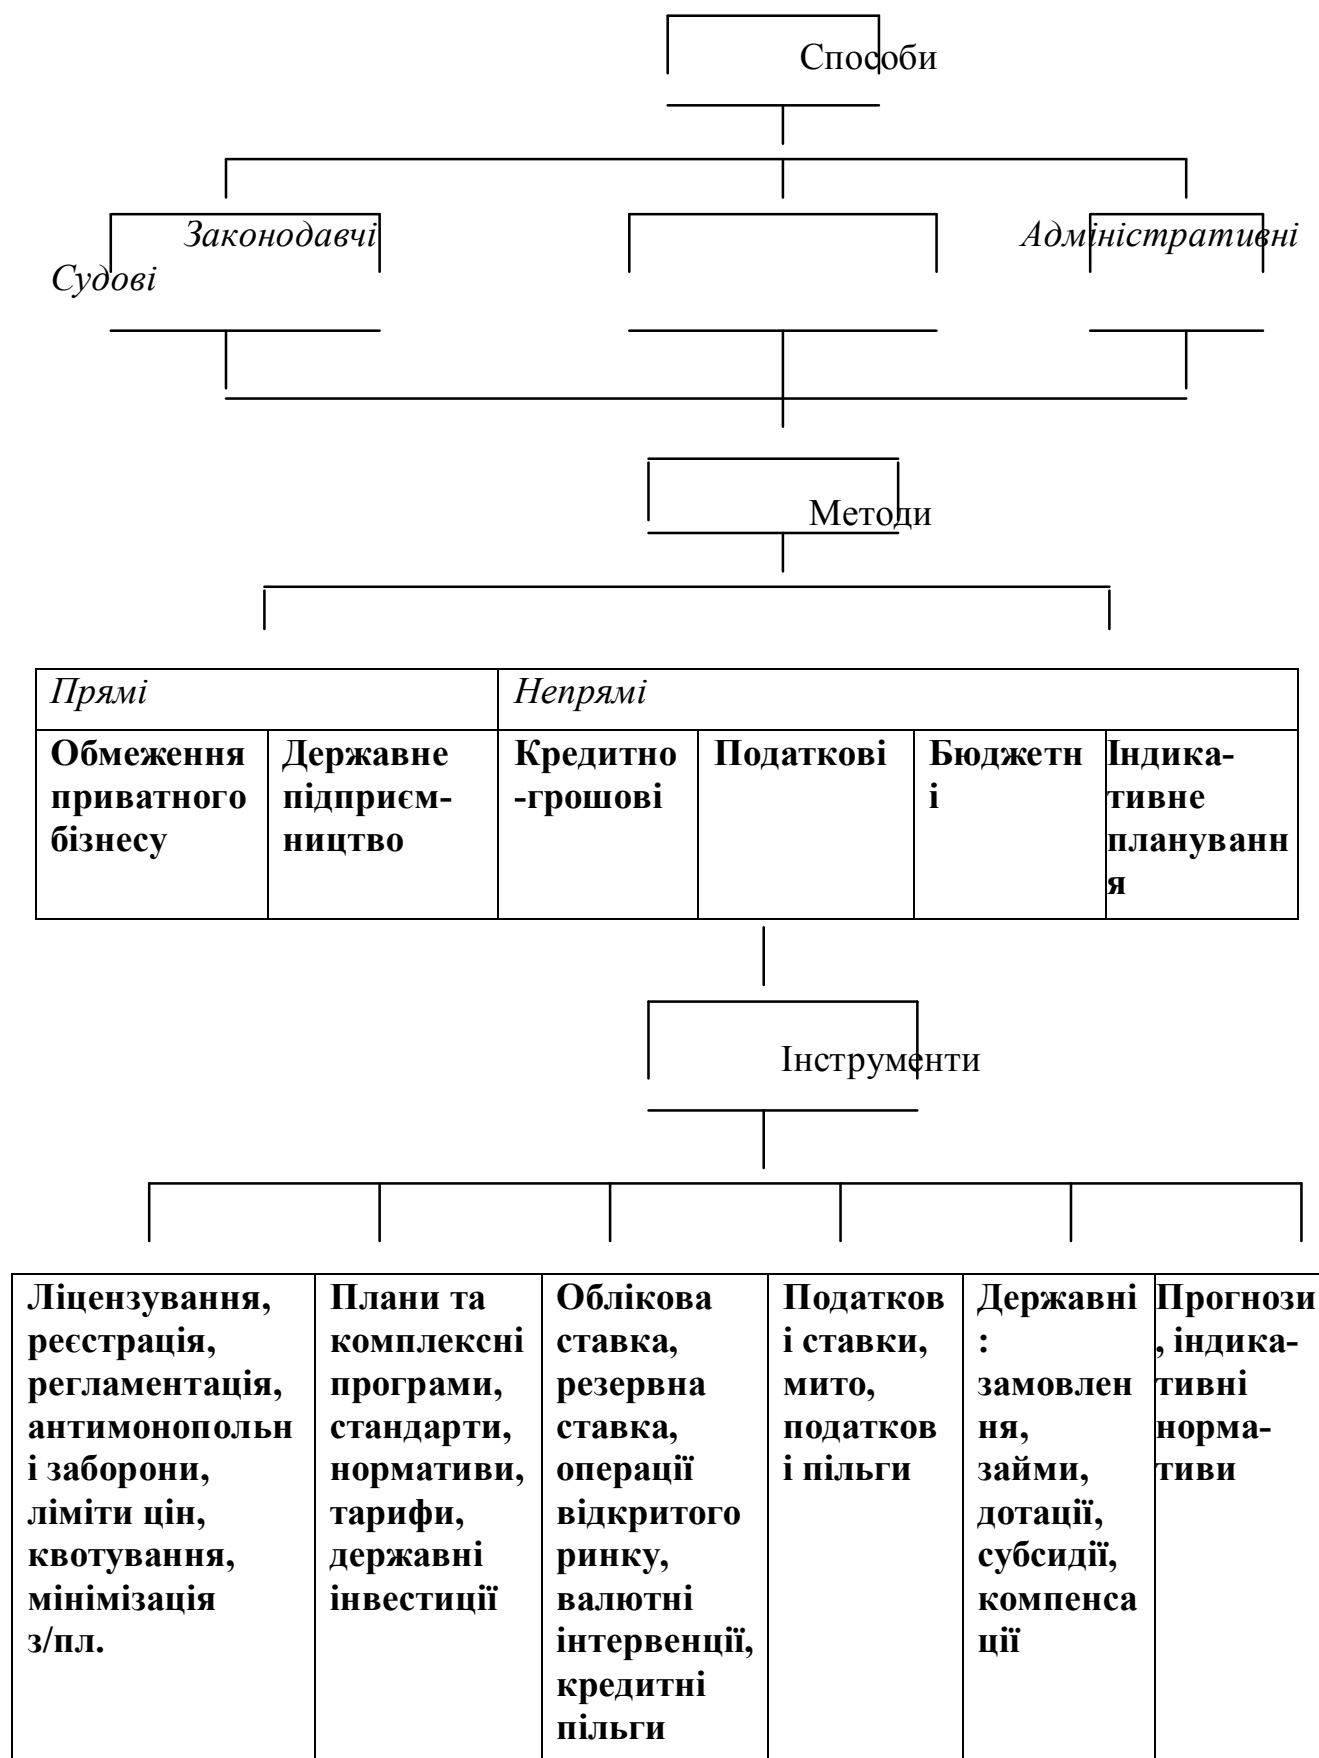 Способи
Законодавчі Адміністративні
Судові
Методи
Прямі
Непрямі
Обмеження
приватного
бізнесу
Державне
підприєм-
ництво
Кредитно
-грошові
Податкові
Бюджетн
і
Індика-
тивне
плануванн
я
Інструменти
Ліцензування,
реєстрація,
регламентація,
антимонопольн
і заборони,
ліміти цін,
квотування,
мінімізація
з/пл.
Плани та
комплексні
програми,
стандарти,
нормативи,
тарифи,
державні
інвестиції
Облікова
ставка,
резервна
ставка,
операції
відкритого
ринку,
валютні
інтервенції,
кредитні
пільги
Податков
і ставки,
мито,
податков
і пільги
Державні
:
замовлен
ня,
займи,
дотації,
субсидії,
компенса
ції
Прогнози
, індика-
тивні
норма-
тиви